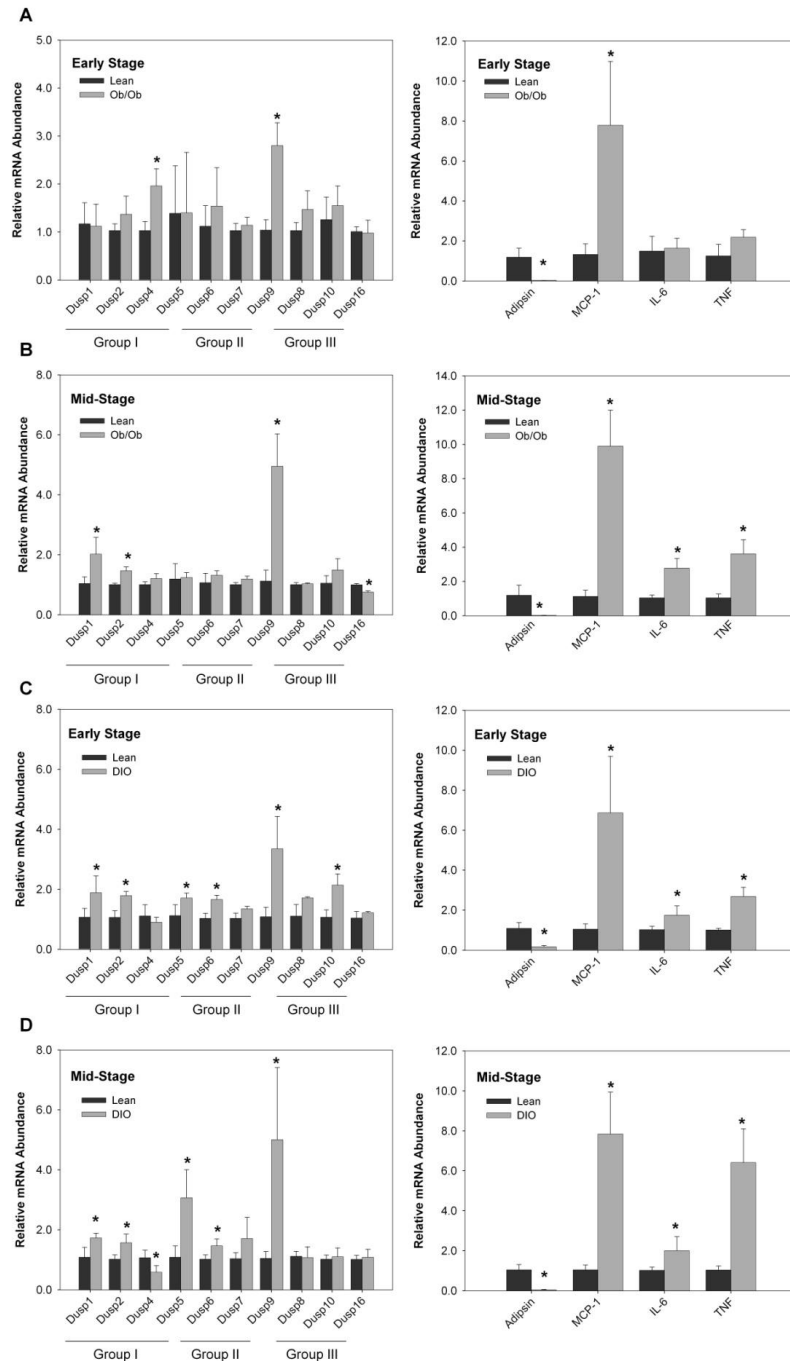 A
5.0
4.0
3.0
2.0
1.0
0.0
Relative mRNA Abundance
Early Stage
Lean
Ob/Ob
*
*
Dusp1
Dusp2
Dusp4
Dusp5
Dusp6
Dusp7
Dusp9
Dusp8
Dusp10
Dusp16
Group I
Group II
Group III
12.0
10.0
8.0
6.0
4.0
2.0
0.0
Relative mRNA Abundance
Early Stage
Lean
Ob/Ob
*
*
Adipsin
MCP-1
IL-6
TNF
B
8.0
6.0
4.0
2.0
0.0
Relative mRNA Abundance
Mid-Stage
Lean
Ob/Ob
*
*
*
*
Dusp1
Dusp2
Dusp4
Dusp5
Dusp6
Dusp7
Dusp9
Dusp8
Dusp10
Dusp16
Group I
Group II
Group III
14.0
12.0
10.0
8.0
6.0
4.0
2.0
0.0
Relative mRNA Abundance
Mid-Stage
Lean
Ob/Ob
*
*
*
*
Adipsin
MCP-1
IL-6
TNF
C
8.0
6.0
4.0
2.0
0.0
Relative mRNA Abundance
Early Stage
Lean
DIO
*
*
*
*
*
*
Dusp1
Dusp2
Dusp4
Dusp5
Dusp6
Dusp7
Dusp9
Dusp8
Dusp10
Dusp16
Group I
Group II
Group III
12.0
10.0
8.0
6.0
4.0
2.0
0.0
Relative mRNA Abundance
Early Stage
Lean
DIO
*
*
*
*
Adipsin
MCP-1
IL-6
TNF
D
8.0
6.0
4.0
2.0
0.0
Relative mRNA Abundance
Mid-Stage
Lean
DIO
*
*
*
*
*
*
Dusp1
Dusp2
Dusp4
Dusp5
Dusp6
Dusp7
Dusp9
Dusp8
Dusp10
Dusp16
Group I
Group II
Group III
12.0
10.0
8.0
6.0
4.0
2.0
0.0
Relative mRNA Abundance
Mid-Stage
Lean
DIO
*
*
*
*
Adipsin
MCP-1
IL-6
TNF